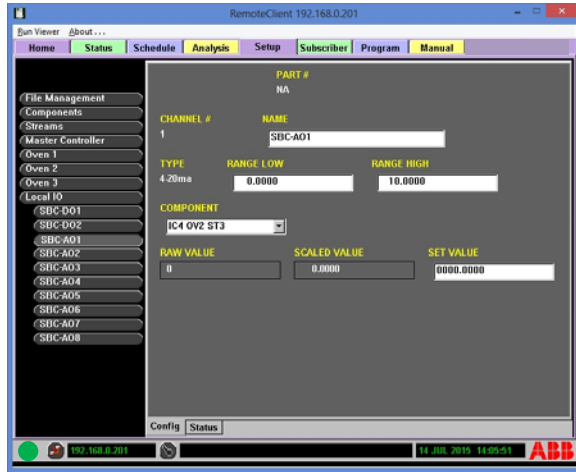 RemoteClient 192.168.0.201
Run Viewer About...
Home Status Schedule Analysis Setup Subscriber Program Manual
PART #
NA
File Management
Components
Streams
Master Controller
Oven 1
Oven 2
Oven 3
Local IO
SBC-DO1
SBC-DO2
SBC-AO1
SBC-AO2
SBC-AO3
SBC-AO4
SBC-AO5
SBC-AO6
SBC-AO7
SBC-AO8
CHANNEL # NAME
1 SBC-AO1
TYPE RANGE LOW RANGE HIGH
4-20ma 0.0000 10.0000
COMPONENT
IC4 OV2 ST3
RAW VALUE SCALED VALUE SET VALUE
0 0.0000 0000.0000
Config Status
192.168.0.201 14 JUL 2015 14:05:51 ABB